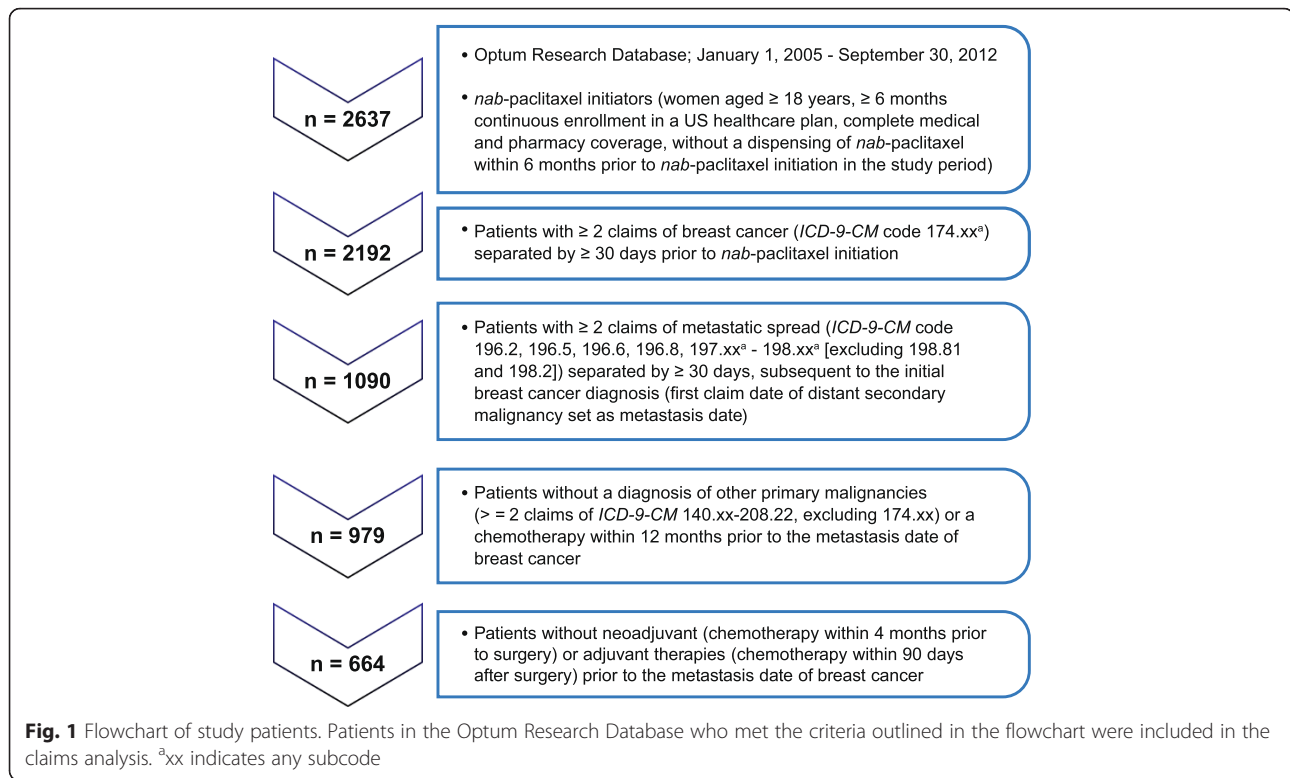 n = 2637
• Optum Research Database; January 1, 2005 - September 30, 2012
• nab-paclitaxel initiators (women aged ≥ 18 years, ≥ 6 months
continuous enrollment in a US healthcare plan, complete medical
and pharmacy coverage, without a dispensing of nab-paclitaxel
within 6 months prior to nab-paclitaxel initiation in the study period)
n = 2192
• Patients with ≥ 2 claims of breast cancer (ICD-9-CM code 174.xxᵃ)
separated by ≥ 30 days prior to nab-paclitaxel initiation
n = 1090
• Patients with ≥ 2 claims of metastatic spread (ICD-9-CM code
196.2, 196.5, 196.6, 196.8, 197.xxᵃ - 198.xxᵃ [excluding 198.81
and 198.2]) separated by ≥ 30 days, subsequent to the initial
breast cancer diagnosis (first claim date of distant secondary
malignancy set as metastasis date)
n = 979
• Patients without a diagnosis of other primary malignancies
(> = 2 claims of ICD-9-CM 140.xx-208.22, excluding 174.xx) or a
chemotherapy within 12 months prior to the metastasis date of
breast cancer
n = 664
• Patients without neoadjuvant (chemotherapy within 4 months prior
to surgery) or adjuvant therapies (chemotherapy within 90 days
after surgery) prior to the metastasis date of breast cancer
Fig. 1 Flowchart of study patients. Patients in the Optum Research Database who met the criteria outlined in the flowchart were included in the
claims analysis. ᵃxx indicates any subcode